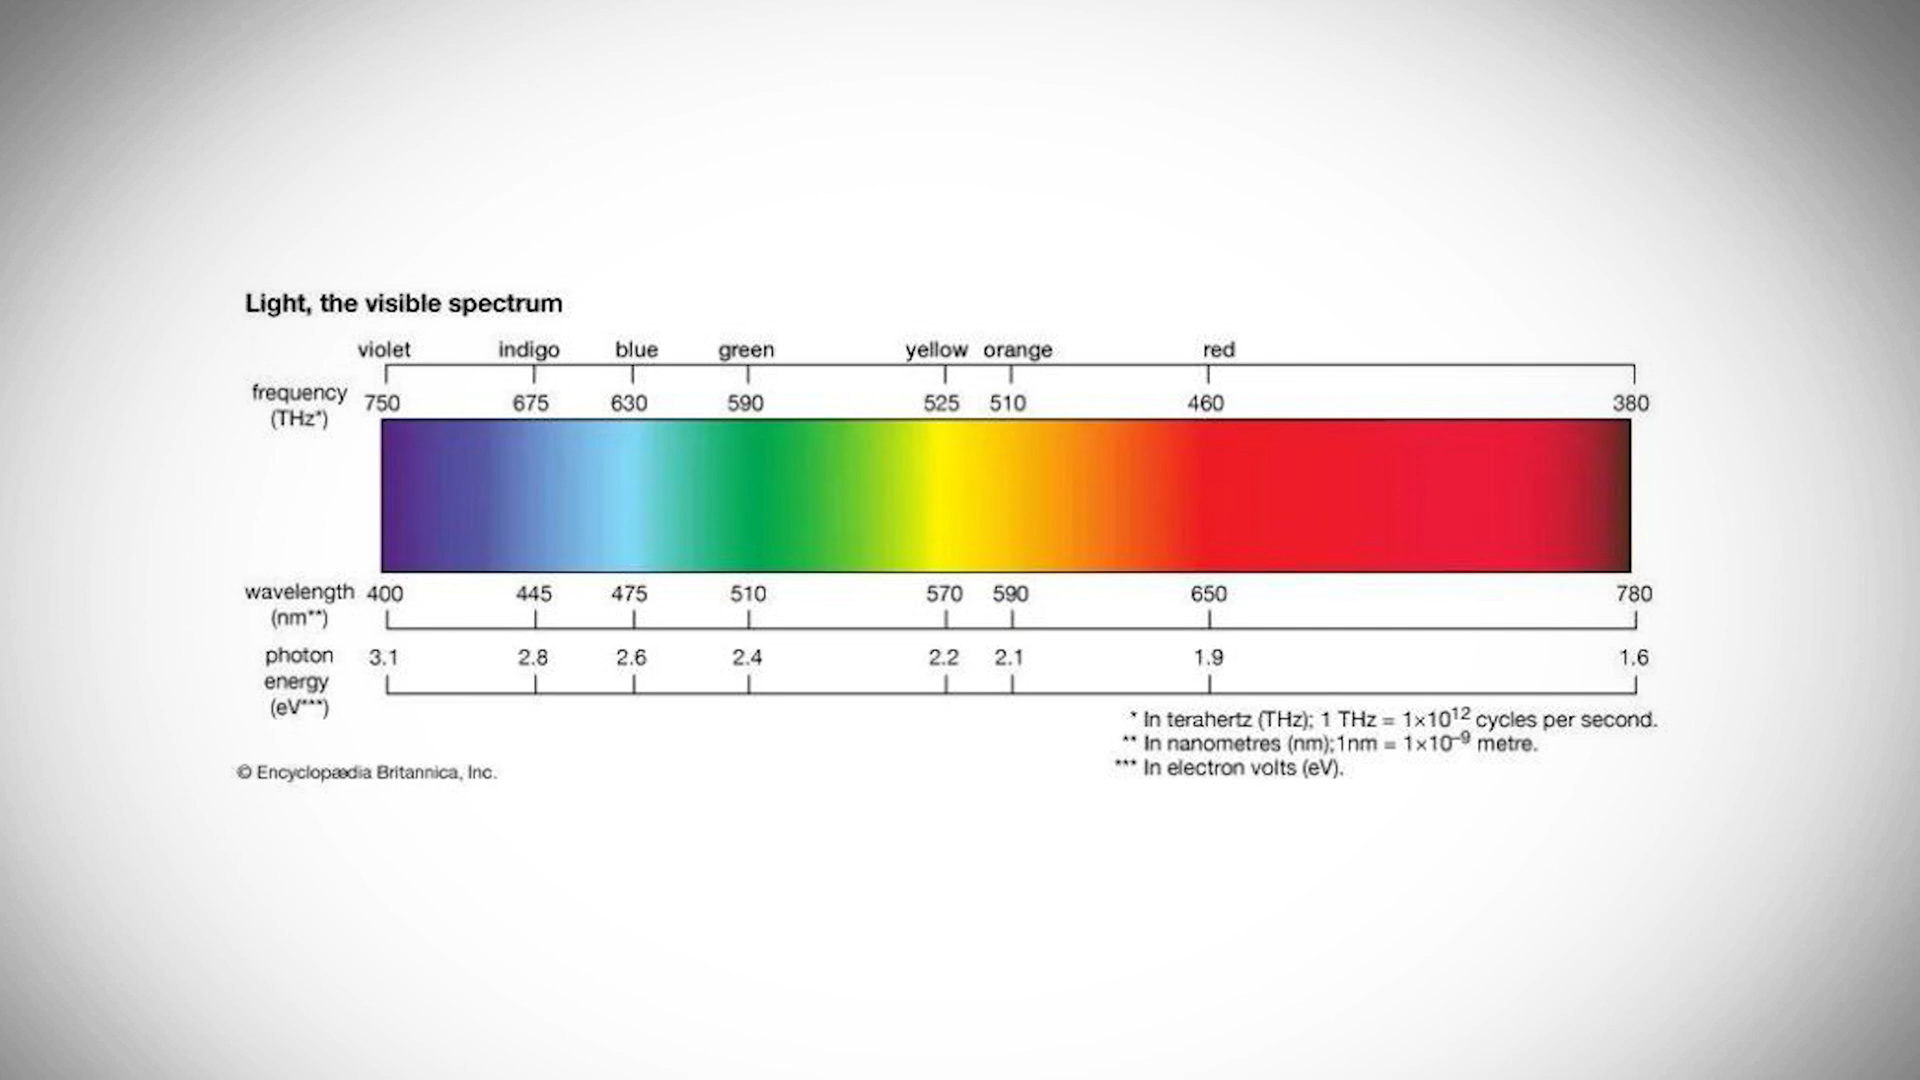 Light, the visible spectrum
violet indigo blue green yellow orange red
frequency
(THz*)
750 675 630 590 525 510 460 380
wavelength
(nm**)
400 445 475 510 570 590 650 780
photon
energy
(eV***)
3.1 2.8 2.6 2.4 2.2 2.1 1.9 1.6
* In terahertz (THz); 1 THz = 1×10¹² cycles per second.
** In nanometres (nm);1nm = 1×10⁻⁹ metre.
*** In electron volts (eV).
© Encyclopædia Britannica, Inc.